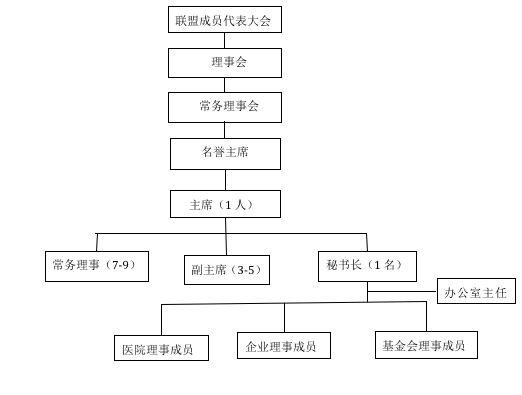 联盟成员代表大会
理事会
常务理事会
名誉主席
主席（1 人）
常务理事（7-9）
副主席（3-5）
秘书长（1 名）
办公室主任
医院理事成员
企业理事成员
基金会理事成员